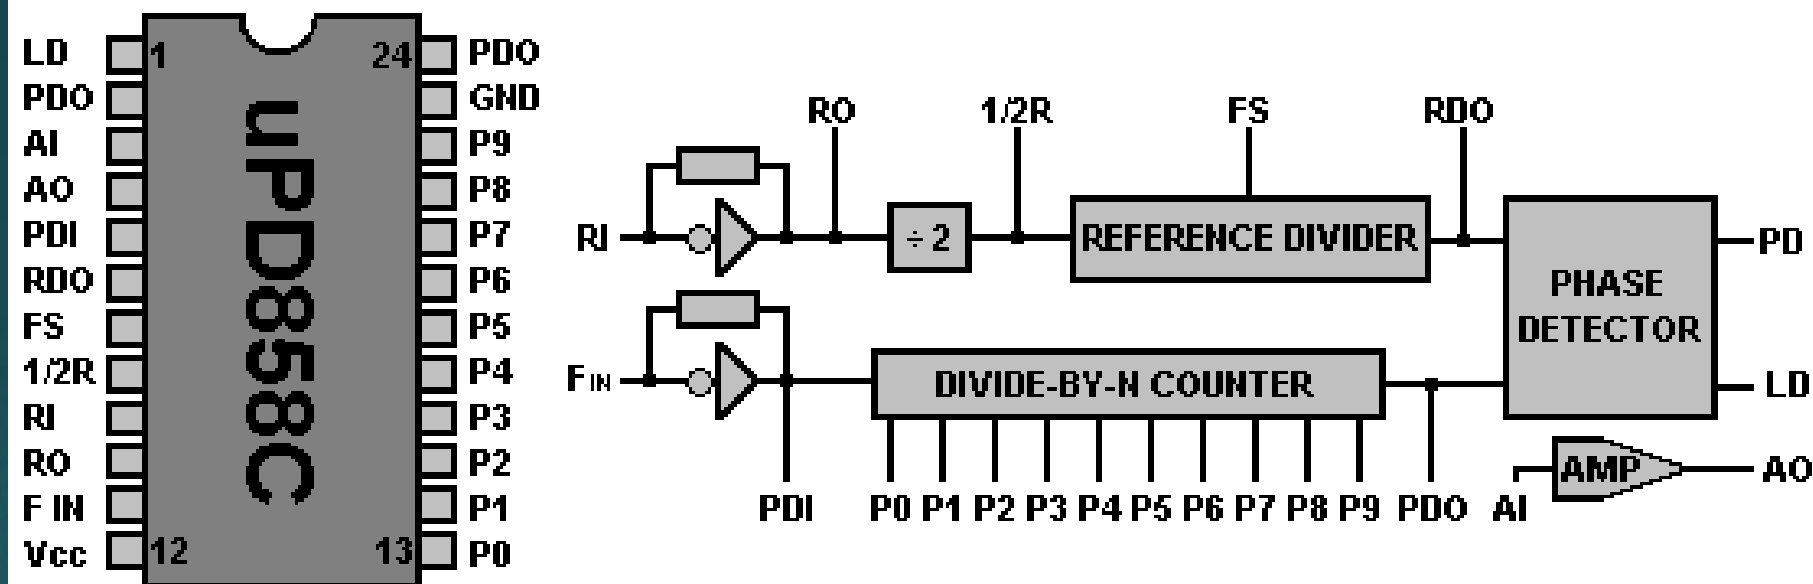 LD 1 24 PDO
PDO GND
AI P9
AO P8
PDI P7
RDO P6
FS P5
1/2R P4
RI P3
RO P2
F IN P1
Vcc 12 13 P0
uPD858C
RO 1/2R FS RDO
RI ÷ 2 REFERENCE DIVIDER PD
PHASE
DETECTOR
FIN DIVIDE-BY-N COUNTER LD
AMP AO
PDI P0 P1 P2 P3 P4 P5 P6 P7 P8 P9 PDO AI